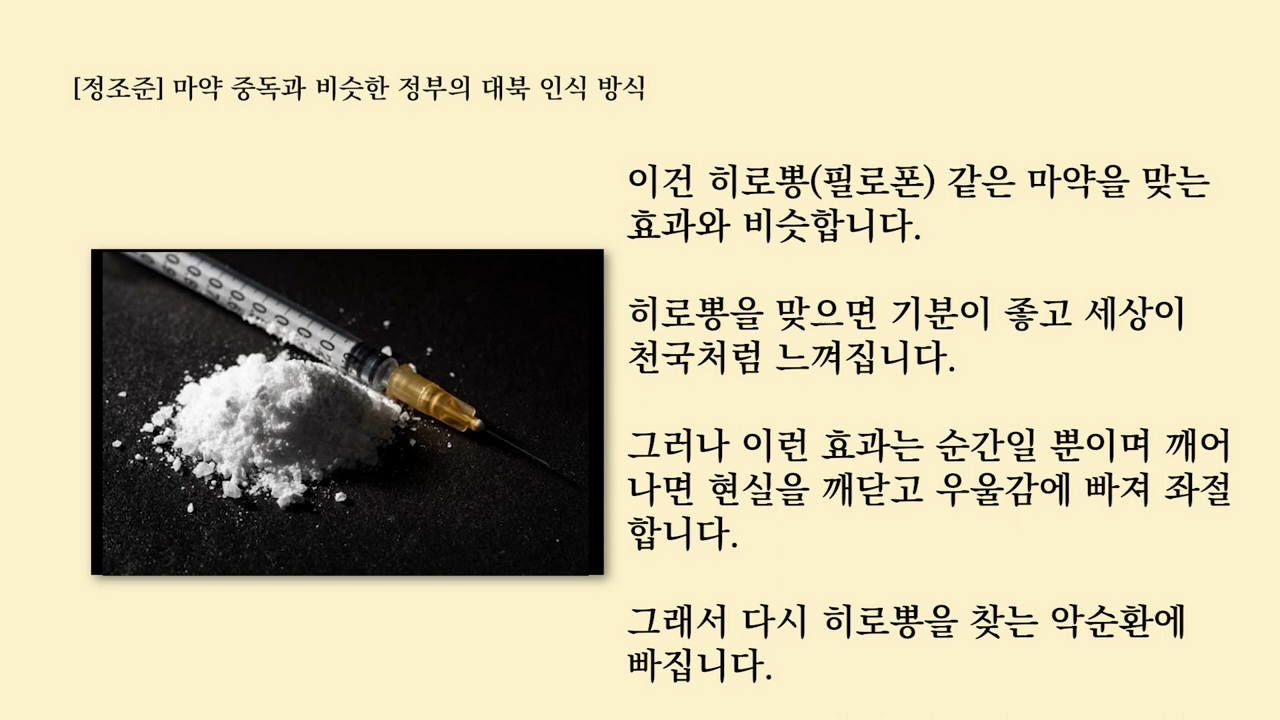 [정조준] 마약 중독과 비슷한 정부의 대북 인식 방식
이건 히로뽕(필로폰) 같은 마약을 맞는
효과와 비슷합니다.
히로뽕을 맞으면 기분이 좋고 세상이
천국처럼 느껴집니다.
그러나 이런 효과는 순간일 뿐이며 깨어
나면 현실을 깨닫고 우울감에 빠져 좌절
합니다.
그래서 다시 히로뽕을 찾는 악순환에
빠집니다.